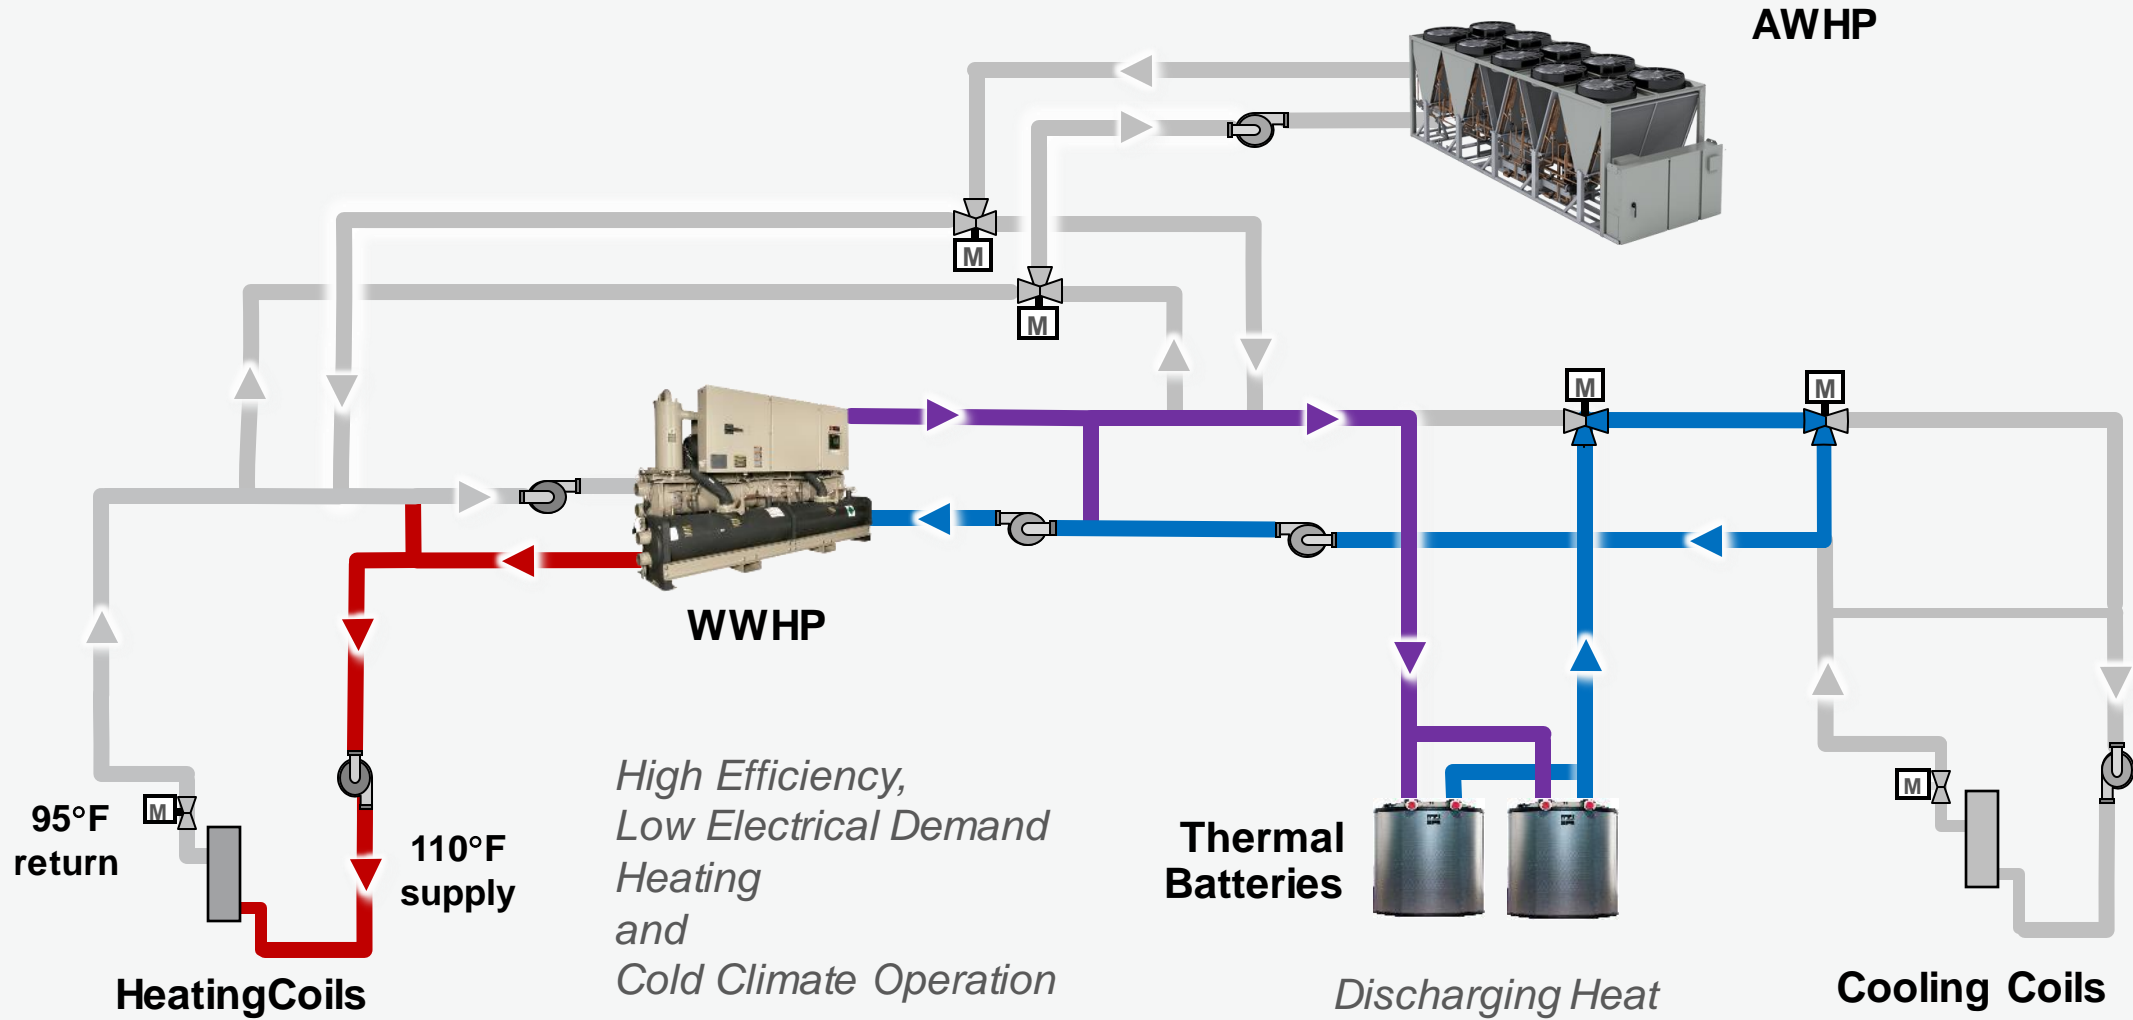 AWHP
M
M
M
M
WWHP
High Efficiency,
Low Electrical Demand
Heating
and
Cold Climate Operation
95°F
return
M
110°F
supply
HeatingCoils
Thermal
Batteries
Discharging Heat
M
Cooling Coils